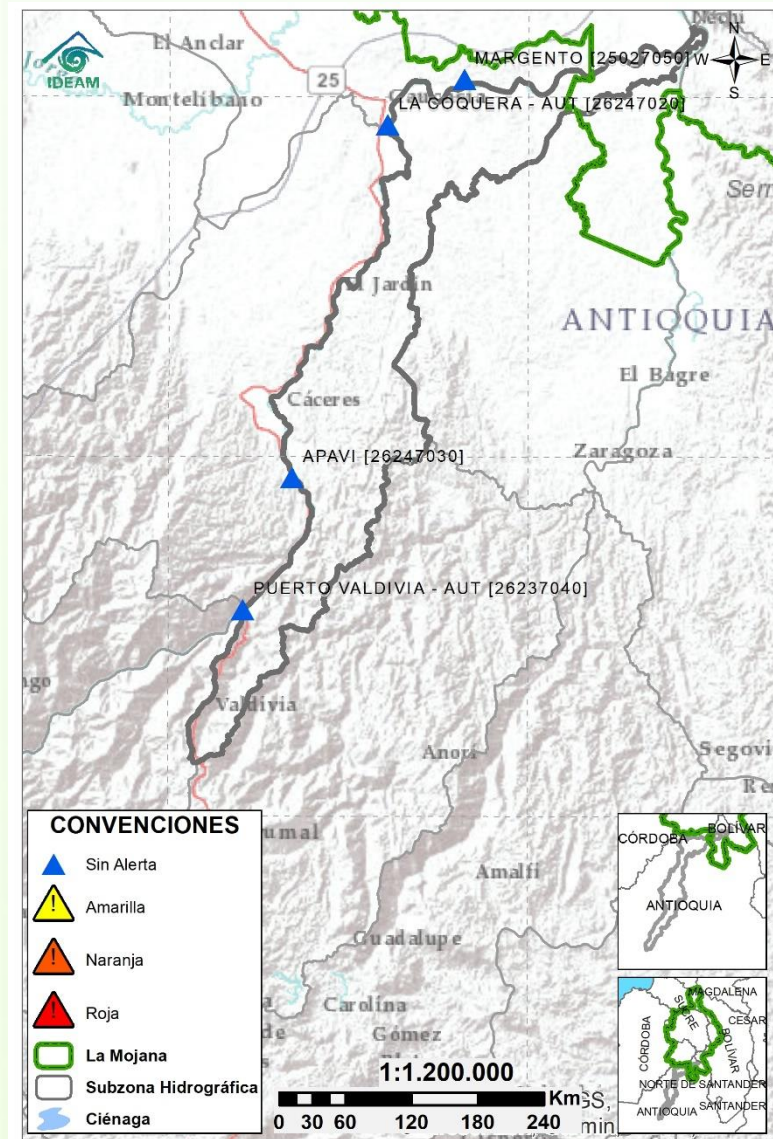 Nechí
N
W E
S
El Anclar
IDEAM
MARGENTO [25027050]
25
Montelíbano
LA COQUERA - AUT [26247020]
El Jardín
ANTIOQUIA
El Bagre
Cáceres
Zaragoza
APAVI [26247030]
PUERTO VALDIVIA - AUT [26237040]
Valdivia
Anorí
Segovi
Re
Amalfi
Guadalupe
Carolina
Gómez
CONVENCIONES
Sin Alerta
! Amarilla
! Naranja
! Roja
La Mojana
Subzona Hidrográfica
Ciénaga
1:1.200.000
Km
0 30 60 120 180 240
CÓRDOBA
BOLÍVAR
ANTIOQUIA
MAGDALENA
SUCRE
CESAR
CÓRDOBA
BOLÍVAR
NORTE DE SANTANDER
ANTIOQUIA
SANTANDER